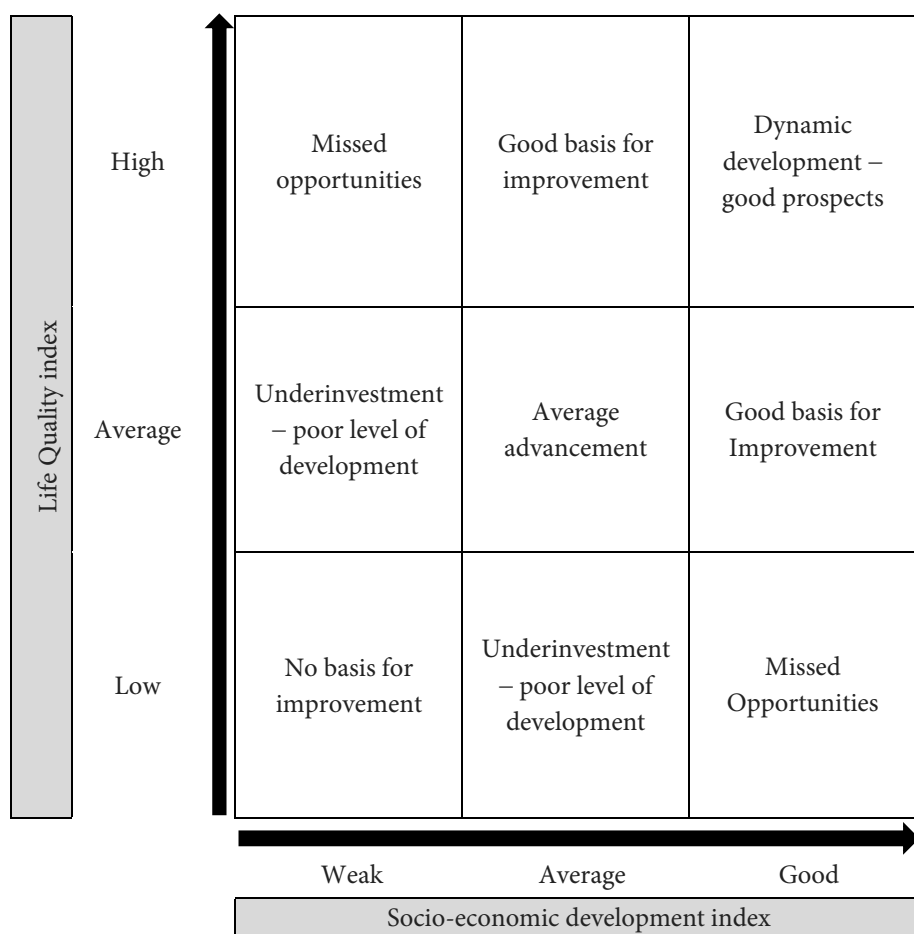 Life Quality index
High
Missed
opportunities
Good basis for
improvement
Dynamic
development –
good prospects
Average
Underinvestment
– poor level of
development
Average
advancement
Good basis for
Improvement
Low
No basis for
improvement
Underinvestment
– poor level of
development
Missed
Opportunities
Weak
Average
Good
Socio-economic development index